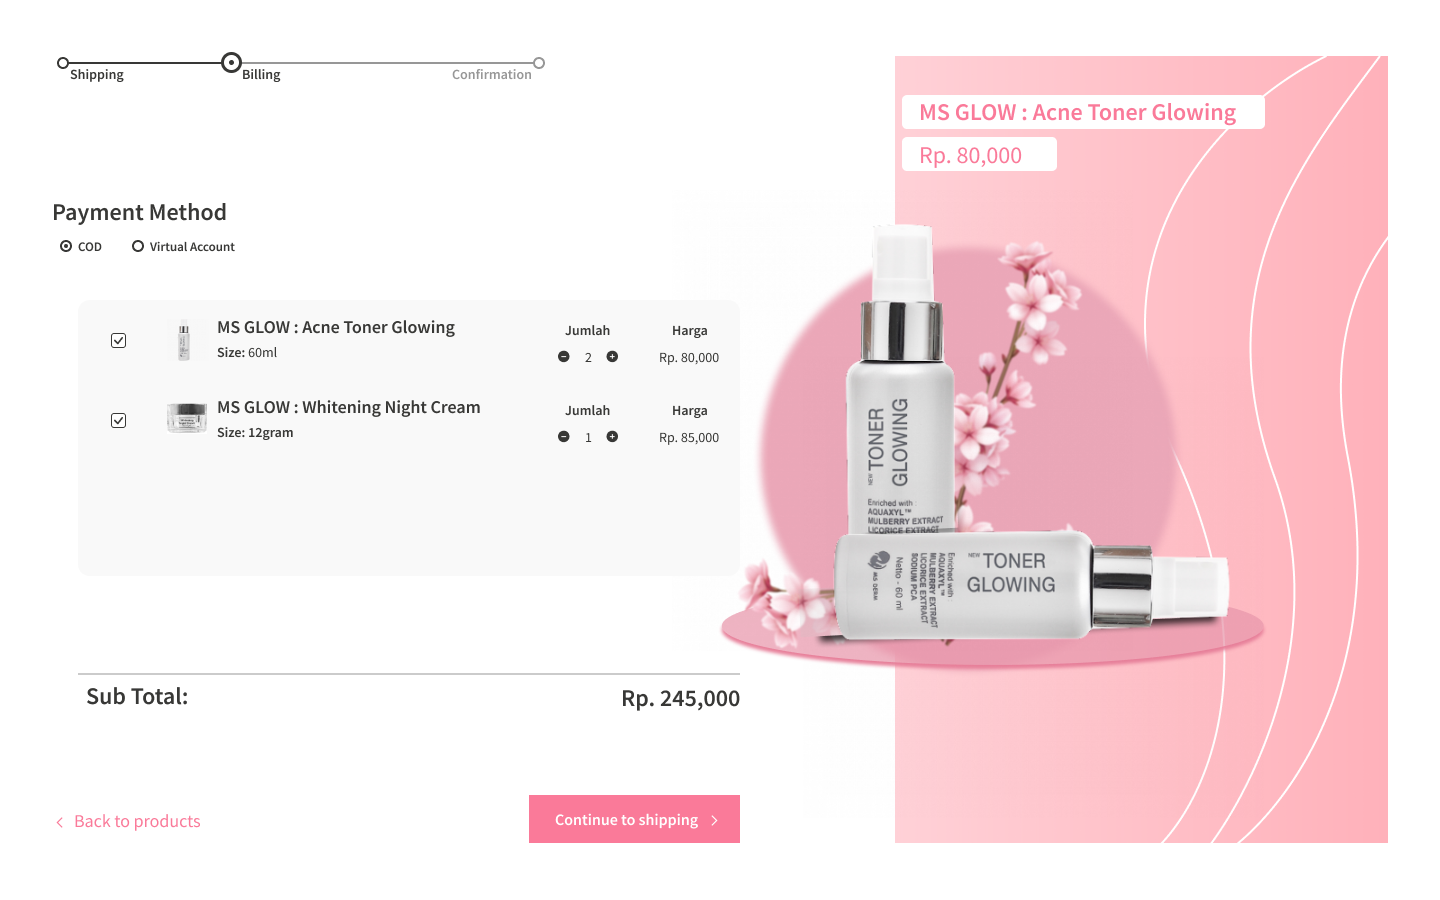 Shipping
Billing
Confirmation
MS GLOW : Acne Toner Glowing
Rp. 80,000
Payment Method
COD
Virtual Account
MS GLOW : Acne Toner Glowing
Size: 60ml
Jumlah
Harga
2
Rp. 80,000
MS GLOW : Whitening Night Cream
Size: 12gram
Jumlah
Harga
1
Rp. 85,000
Sub Total:
Rp. 245,000
Back to products
Continue to shipping
NEW
TONER
GLOWING
Enriched with
AQUAXYL™
MULBERRY EXTRACT
LICORICE EXTRACT
NEW TONER
GLOWING
Enriched with
AQUAXYL™
MULBERRY EXTRACT
LICORICE EXTRACT
SODIUM PCA
Netto - 60 ml
MS DERM